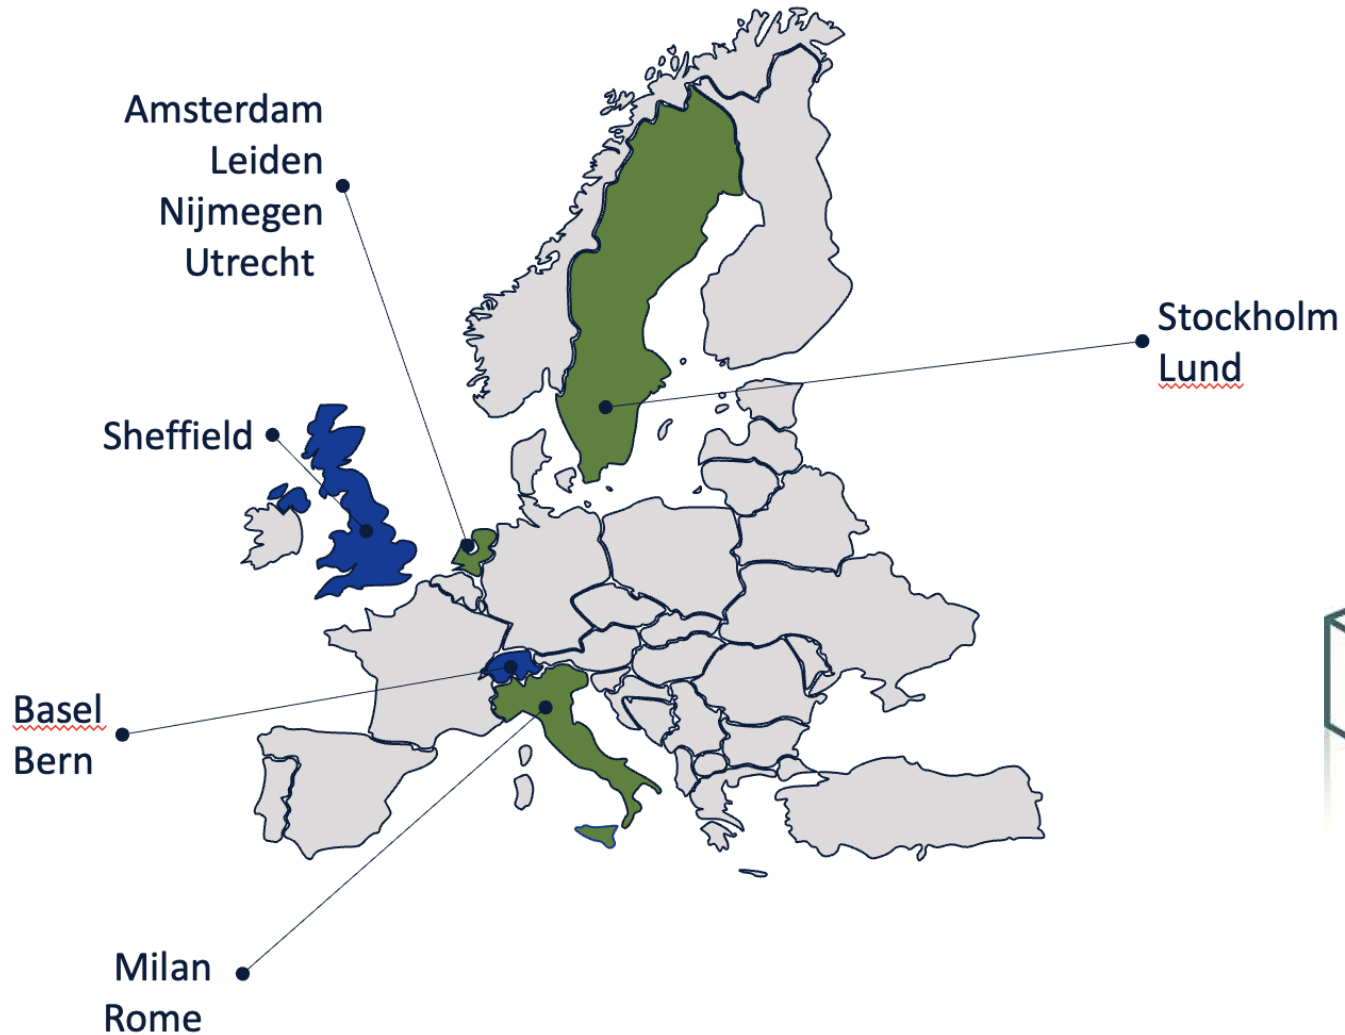 Amsterdam
Leiden
Nijmegen
Utrecht
Stockholm
Lund
Sheffield
Basel
Bern
Milan
Rome